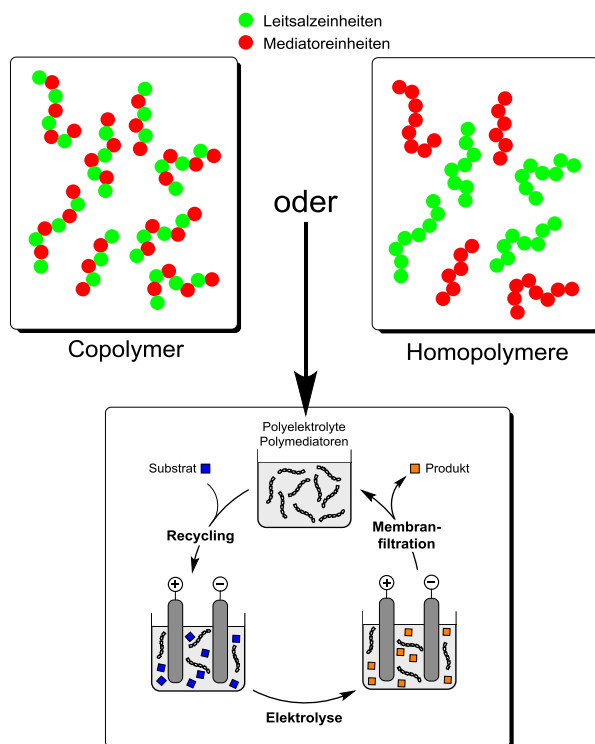 Leitsalzeinheiten
Mediatoreinheiten
oder
Copolymer
Homopolymere
Polyelektrolyte
Polymediatoren
Substrat
Produkt
Recycling
Membran-
filtration
+
−
+
−
Elektrolyse